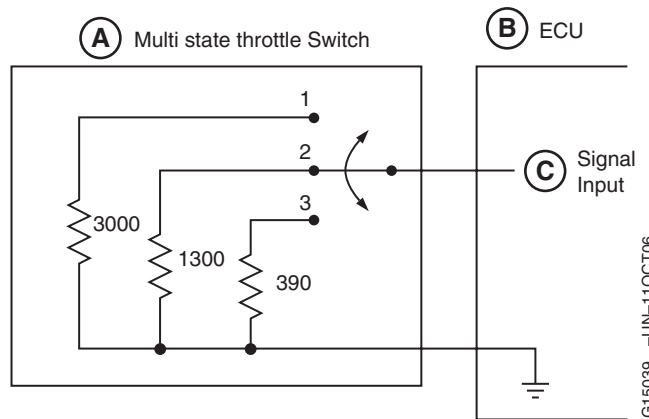 A Multi state throttle Switch
B ECU
1
2
3
C Signal
Input
3000
1300
390
G15039 –UN–11OCT06